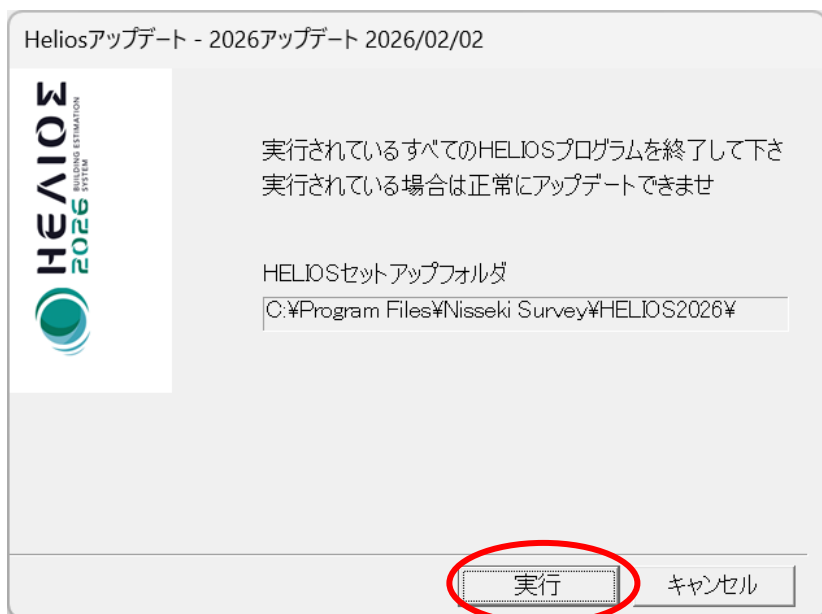 Heliosアップデート - 2026アップデート 2026/02/02
HEΛIOΣ
2026
BUILDING ESTIMATION
SYSTEM
実行されているすべてのHELIOSプログラムを終了して下さ
実行されている場合は正常にアップデートできませ
HELIOSセットアップフォルダ
C:¥Program Files¥Nisseki Survey¥HELIOS2026¥
実行
キャンセル